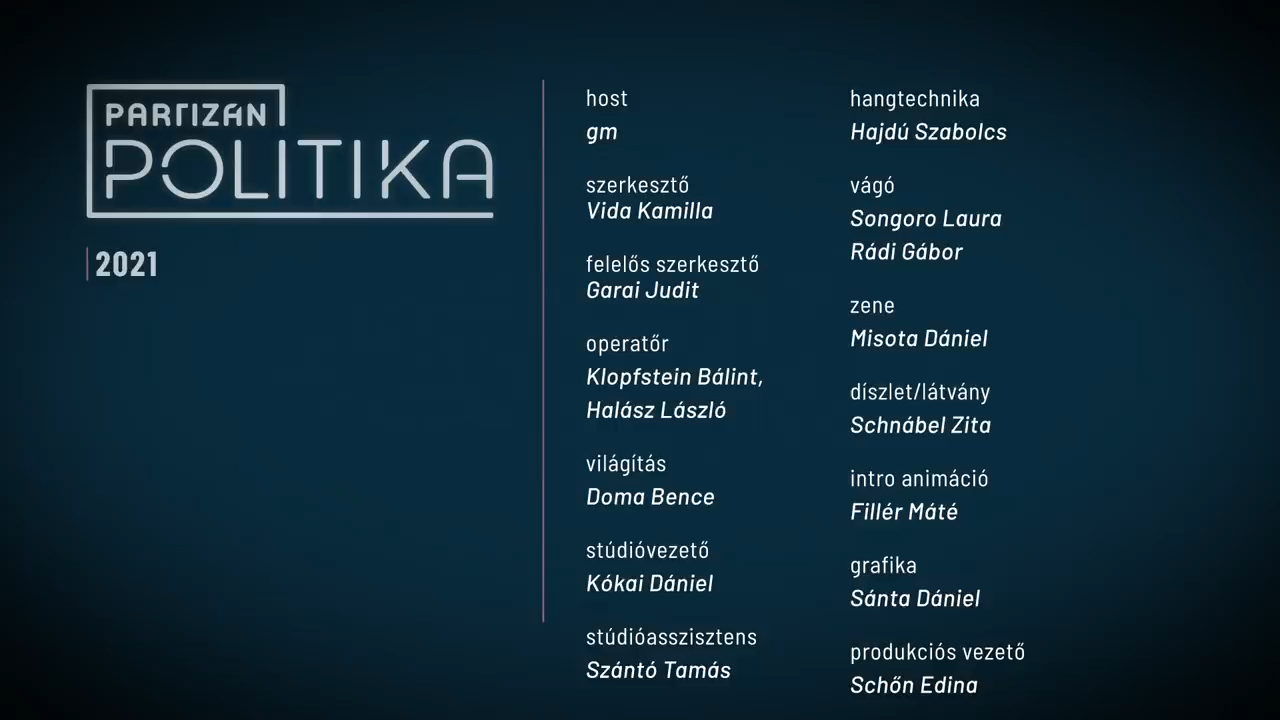 PARTIZÁN
POLITIKA
2021
host
gm
szerkesztő
Vida Kamilla
felelős szerkesztő
Garai Judit
operatőr
Klopfstein Bálint,
Halász László
világítás
Doma Bence
stúdióvezető
Kókai Dániel
stúdióasszisztens
Szántó Tamás
hangtechnika
Hajdú Szabolcs
vágó
Songoro Laura
Rádi Gábor
zene
Misota Dániel
díszlet/látvány
Schnábel Zita
intro animáció
Fillér Máté
grafika
Sánta Dániel
produkciós vezető
Schőn Edina